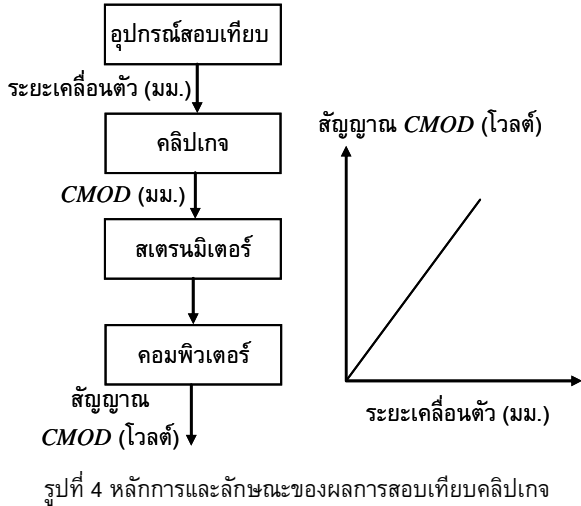 อุปกรณ์สอบเทียบ
ระยะเคลื่อนตัว (มม.)
คลิปเกจ
CMOD (มม.)
สเตรนมิเตอร์
คอมพิวเตอร์
สัญญาณ
CMOD (โวลต์)
สัญญาณ CMOD (โวลต์)
ระยะเคลื่อนตัว (มม.)
รูปที่ 4 หลักการและลักษณะของผลการสอบเทียบคลิปเกจ